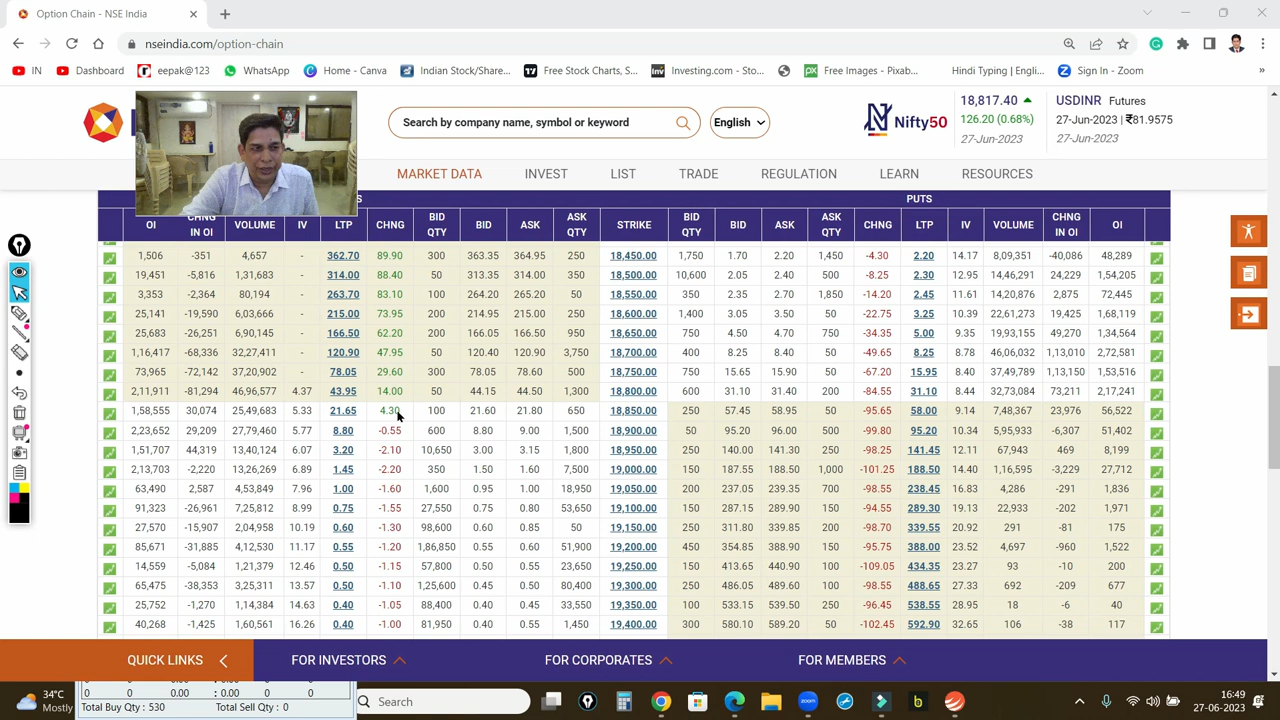 Option Chain - NSE India
nseindia.com/option-chain
IN Dashboard eepak@123 WhatsApp Home - Canva Indian Stock/Share... Free Stock Charts, S... Investing.com - Sto... Free Images - Pixab... Hindi Typing | Engli... Sign In - Zoom »
Search by company name, symbol or keyword English
Nifty50
18,817.40
126.20 (0.68%)
27-Jun-2023
USDINR Futures
27-Jun-2023 | ₹81.9575
27-Jun-2023
MARKET DATA INVEST LIST TRADE REGULATION LEARN RESOURCES
S PUTS
OI CHNG IN OI VOLUME IV LTP CHNG BID QTY BID ASK ASK QTY STRIKE BID QTY BID ASK ASK QTY CHNG LTP IV VOLUME CHNG IN OI OI
1,506 -351 4,657 - 362.70 89.90 300 363.35 364.95 250 18,450.00 1,750 1.70 2.20 1,450 -4.30 2.20 14.17 8,09,351 -40,086 48,289
19,451 -5,816 1,31,683 - 314.00 88.40 50 313.35 314.00 350 18,500.00 10,600 2.05 2.40 500 -8.25 2.30 12.95 14,46,291 24,229 1,54,205
3,353 -2,364 80,194 - 263.70 83.10 100 264.20 265.20 50 18,550.00 350 2.35 2.70 1,850 -14.20 2.45 11.61 14,20,876 2,875 72,445
25,141 -19,590 6,03,666 - 215.00 73.95 200 214.95 215.00 250 18,600.00 1,400 3.05 3.50 50 -22.75 3.25 10.39 22,61,273 19,425 1,68,119
25,683 -26,251 6,90,145 - 166.50 62.20 200 166.05 166.50 950 18,650.00 750 4.50 4.70 750 -34.35 5.00 9.35 19,93,155 49,270 1,34,564
1,16,417 -68,336 32,27,411 - 120.90 47.95 50 120.40 120.90 3,750 18,700.00 400 8.25 8.40 50 -49.65 8.25 8.78 46,06,032 1,13,010 2,72,581
73,965 -72,142 37,20,902 - 78.05 29.60 100 78.05 78.60 500 18,750.00 750 15.65 15.90 50 -67.95 15.95 8.40 37,49,789 1,13,150 1,53,516
2,11,911 -81,294 46,96,577 4.37 43.95 14.00 50 44.15 44.50 1,300 18,800.00 600 31.10 31.40 200 -84.55 31.10 8.44 32,73,084 73,211 2,17,241
1,58,555 30,074 25,49,683 5.33 21.65 4.30 100 21.60 21.80 650 18,850.00 250 57.45 58.95 50 -95.65 58.00 9.14 7,48,367 23,976 56,522
2,23,652 29,209 27,79,460 5.77 8.80 -0.55 600 8.80 9.00 1,500 18,900.00 50 95.20 96.00 50 -99.80 95.20 10.34 5,95,933 -6,307 51,402
1,51,707 44,319 13,40,124 6.07 3.20 -2.10 10,650 3.00 3.15 1,800 18,950.00 250 140.00 141.30 250 -98.25 141.45 12.11 67,943 469 8,199
2,13,703 -2,220 13,26,269 6.89 1.45 -2.20 350 1.50 1.60 7,500 19,000.00 150 187.55 188.50 1,000 -101.25 188.50 14.40 1,16,595 -3,229 27,712
63,490 2,587 4,53,849 7.96 1.00 -1.60 1,600 0.95 1.00 18,950 19,050.00 200 237.05 239.35 700 -98.55 238.45 16.83 4,286 -291 1,836
91,323 -26,961 7,25,812 8.99 0.75 -1.55 27,550 0.75 0.80 53,550 19,100.00 150 287.15 289.90 150 -94.55 289.30 19.13 22,933 -202 1,971
27,570 -15,907 2,04,958 10.19 0.60 -1.30 98,600 0.60 0.85 50 19,150.00 250 311.80 339.85 200 -98.70 339.55 20.92 291 -81 175
85,671 -31,885 4,12,530 11.17 0.55 -1.20 1,86,850 0.55 0.60 51,900 19,200.00 450 354.85 388.90 150 -95.75 388.00 23.52 4,697 -960 1,522
14,559 -5,084 1,21,379 12.46 0.50 -1.15 57,800 0.50 0.55 23,650 19,250.00 150 413.65 440.90 100 -109.05 434.35 23.27 93 -10 200
65,475 -38,353 3,25,311 13.57 0.50 -1.10 1,25,600 0.45 0.50 80,400 19,300.00 150 486.05 489.60 150 -98.55 488.65 27.33 692 -209 677
25,752 -1,270 1,14,384 14.63 0.40 -1.05 88,400 0.40 0.45 33,550 19,350.00 100 533.15 539.50 250 -96.45 538.55 28.95 18 -6 40
40,268 -1,425 1,60,561 16.26 0.40 -1.00 81,950 0.40 0.55 1,450 19,400.00 300 580.10 589.20 50 -102.45 592.90 32.65 106 -38 117
QUICK LINKS FOR INVESTORS FOR CORPORATES FOR MEMBERS
0 0 0.00 : 0.00 0 0
Total Buy Qty : 530 Total Sell Qty : 0
34°C
Mostly
Search
16:49
27-06-2023